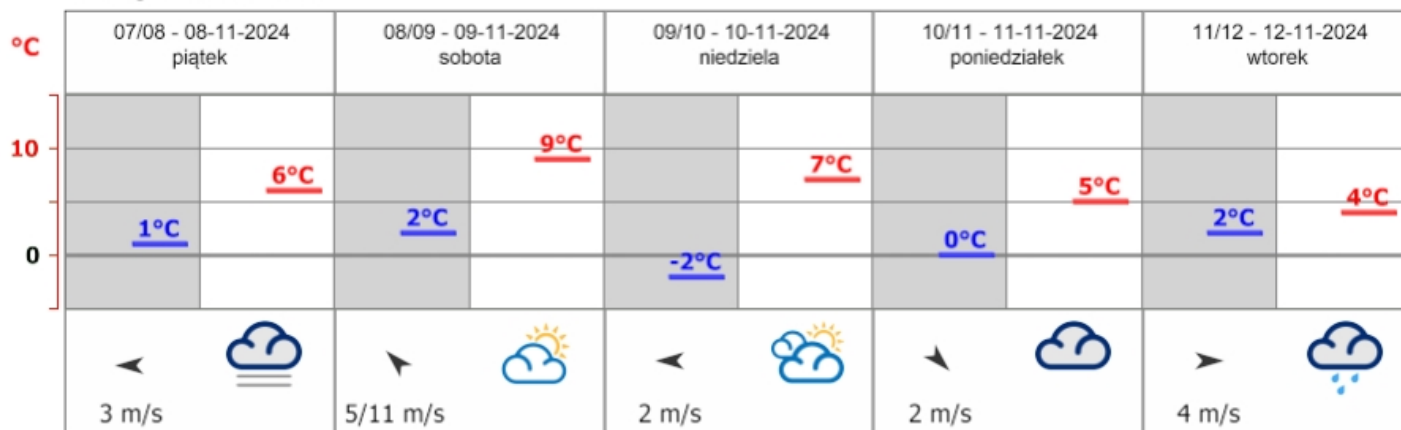 °C
07/08 - 08-11-2024
piątek
08/09 - 09-11-2024
sobota
09/10 - 10-11-2024
niedziela
10/11 - 11-11-2024
poniedziałek
11/12 - 12-11-2024
wtorek
10
0
1°C
6°C
2°C
9°C
-2°C
7°C
0°C
5°C
2°C
4°C
3 m/s
5/11 m/s
2 m/s
2 m/s
4 m/s